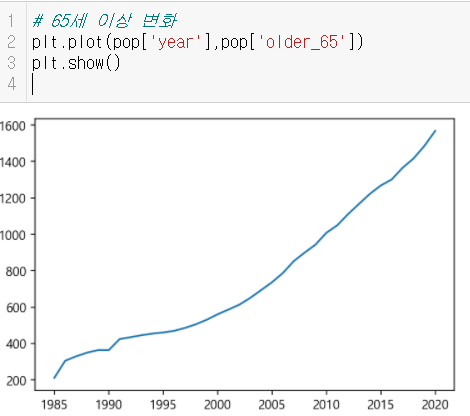 1 # 65세 이상 변화
2 plt.plot(pop['year'],pop['older_65'])
3 plt.show()
4
1600
1400
1200
1000
800
600
400
200
1985 1990 1995 2000 2005 2010 2015 2020